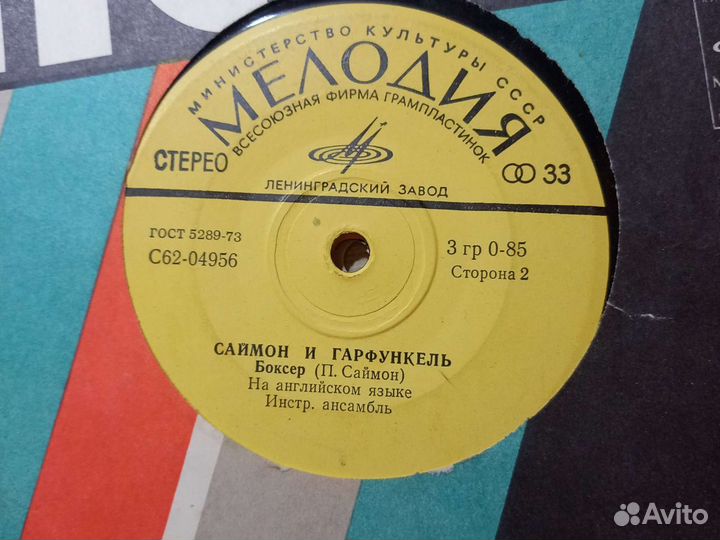 МИНИСТЕРСТВО КУЛЬТУРЫ СССР
МЕЛОДИЯ
ВСЕСОЮЗНАЯ ФИРМА ГРАМПЛАСТИНОК
СТЕРЕО
33
ЛЕНИНГРАДСКИЙ ЗАВОД
ГОСТ 5289-73
С62-04956
3 гр 0-85
Сторона 2
САЙМОН И ГАРФУНКЕЛЬ
Боксер (П. Саймон)
На английском языке
Инстр. ансамбль
Avito